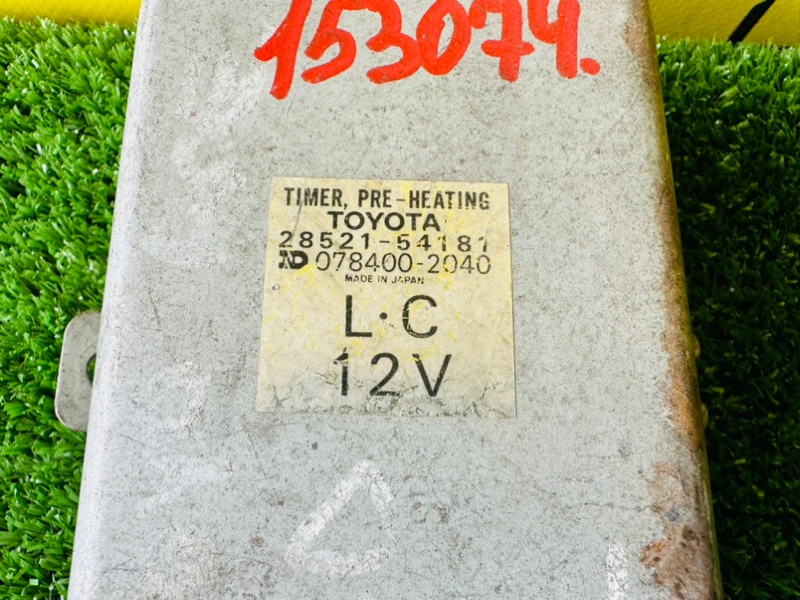 153074.
TIMER, PRE-HEATING
TOYOTA
28521-54181
ND 078400-2040
MADE IN JAPAN
L·C
12V